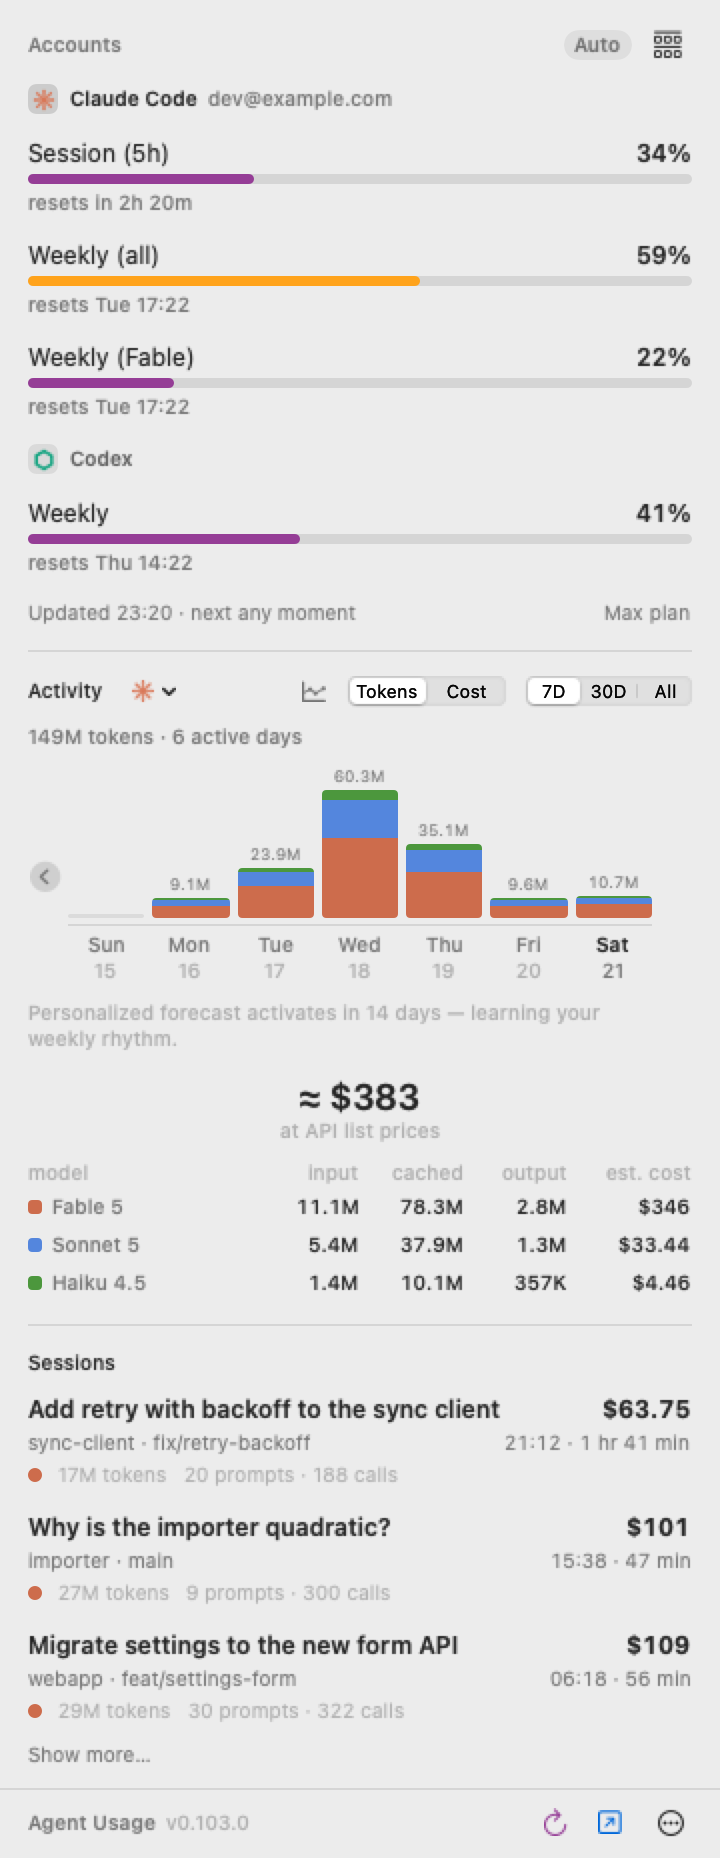 Accounts Auto
Claude Code dev@example.com
Session (5h) 34%
resets in 2h 20m
Weekly (all) 59%
resets Tue 17:22
Weekly (Fable) 22%
resets Tue 17:22
Codex
Weekly 41%
resets Thu 14:22
Updated 23:20 · next any moment Max plan
Activity Tokens Cost 7D 30D All
149M tokens · 6 active days
60.3M
35.1M
23.9M
9.1M 9.6M 10.7M
Sun Mon Tue Wed Thu Fri Sat
15 16 17 18 19 20 21
Personalized forecast activates in 14 days — learning your
weekly rhythm.
≈ $383
at API list prices
model input cached output est. cost
Fable 5 11.1M 78.3M 2.8M $346
Sonnet 5 5.4M 37.9M 1.3M $33.44
Haiku 4.5 1.4M 10.1M 357K $4.46
Sessions
Add retry with backoff to the sync client $63.75
sync-client · fix/retry-backoff 21:12 · 1 hr 41 min
17M tokens 20 prompts · 188 calls
Why is the importer quadratic? $101
importer · main 15:38 · 47 min
27M tokens 9 prompts · 300 calls
Migrate settings to the new form API $109
webapp · feat/settings-form 06:18 · 56 min
29M tokens 30 prompts · 322 calls
Show more...
Agent Usage v0.103.0